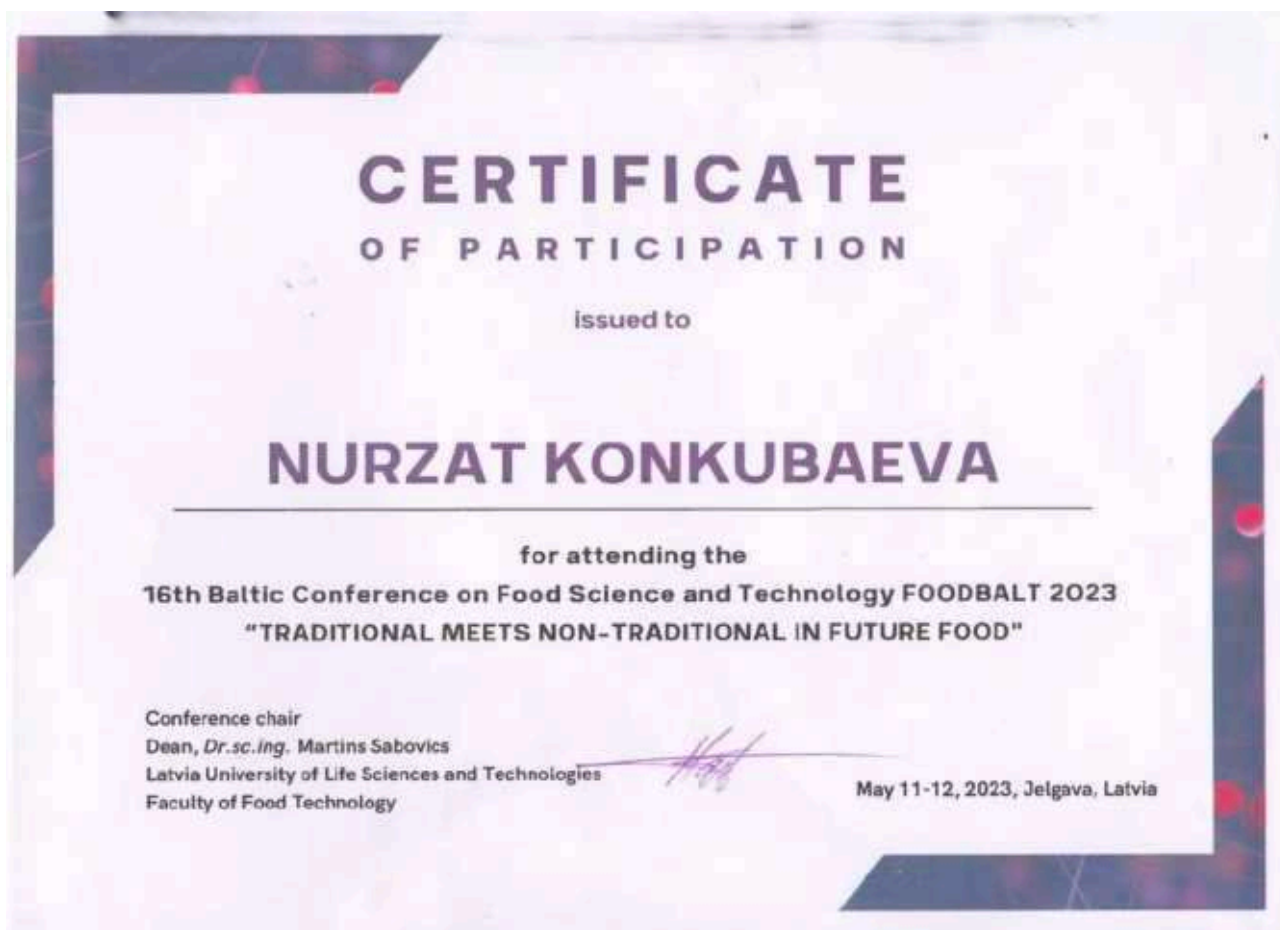 CERTIFICATE
OF PARTICIPATION
issued to
NURZAT KONKUBAEVA
for attending the
16th Baltic Conference on Food Science and Technology FOODBALT 2023
"TRADITIONAL MEETS NON-TRADITIONAL IN FUTURE FOOD"
Conference chair
Dean, Dr.sc.ing. Martins Sabovics
Latvia University of Life Sciences and Technologies
Faculty of Food Technology
May 11-12, 2023, Jelgava, Latvia